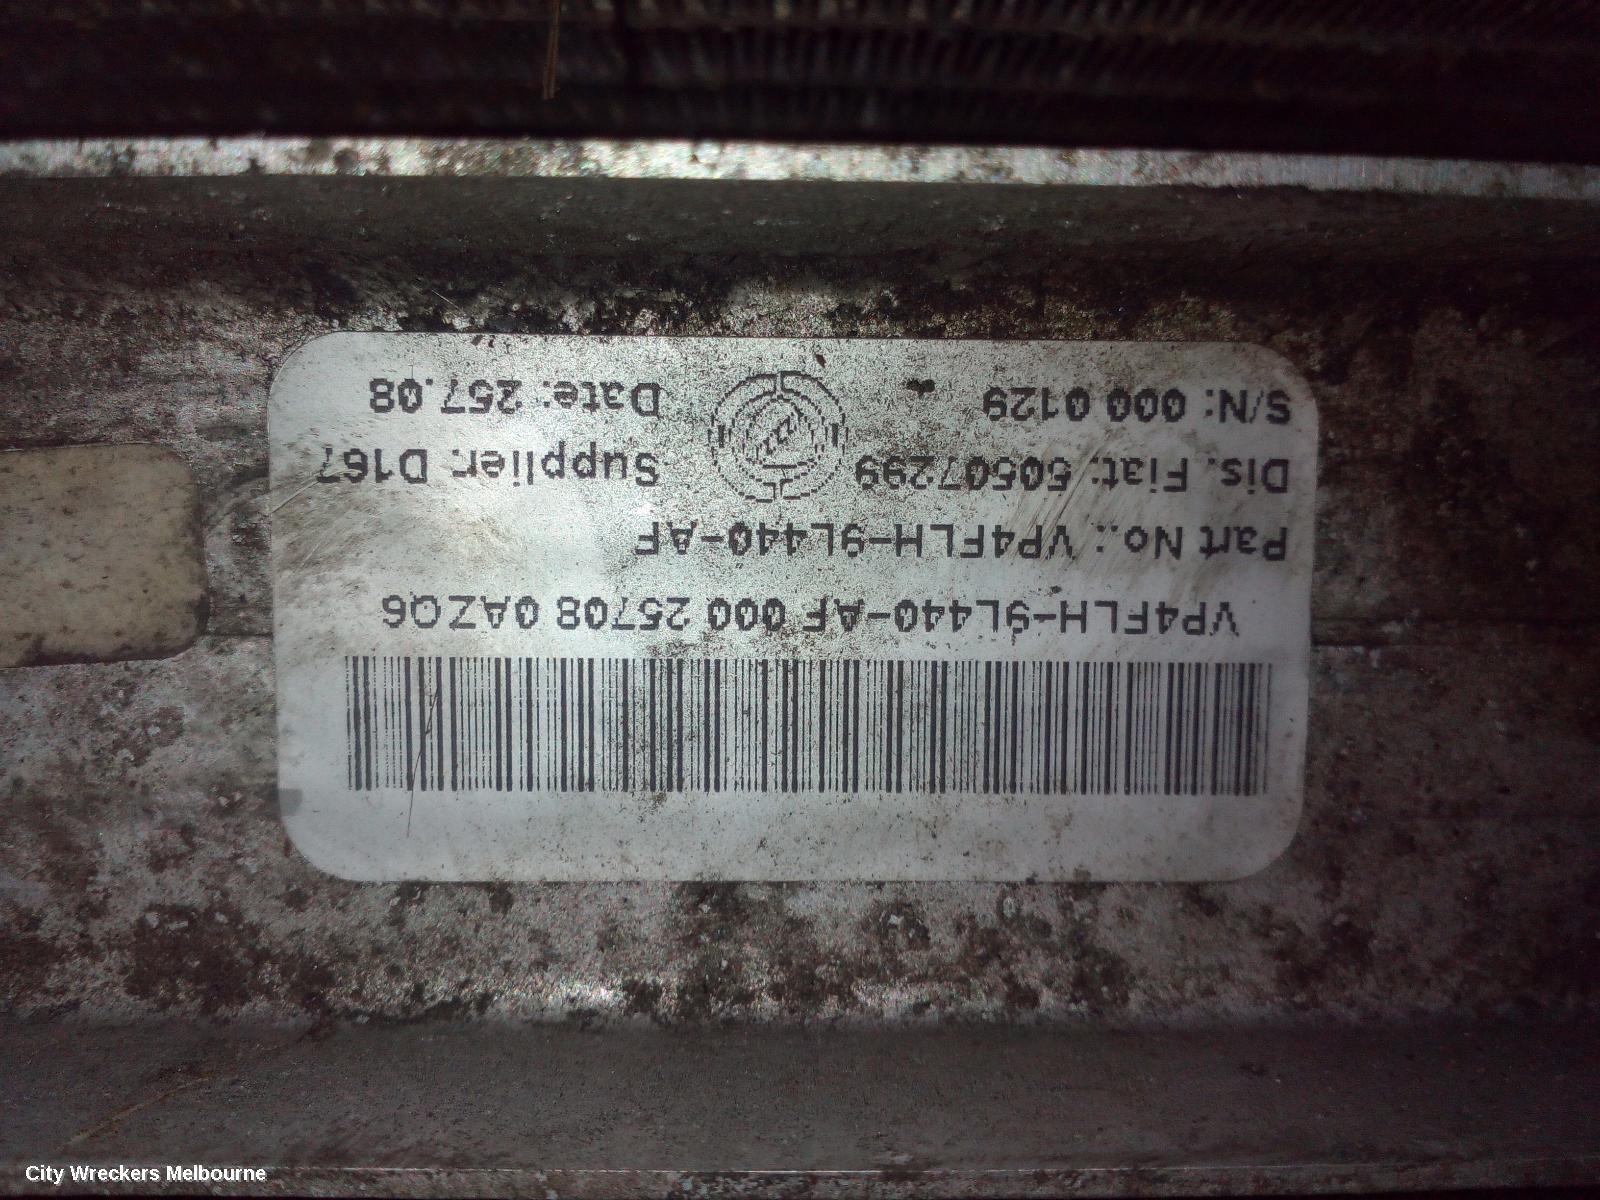 VP4FLH-9L440-AF 000 25708 0AZQ6
Part No.: VP4FLH-9L440-AF
Dis. Fiat: 50507299
Supplier: D167
S/N: 000 0129
Date: 257.08
City Wreckers Melbourne